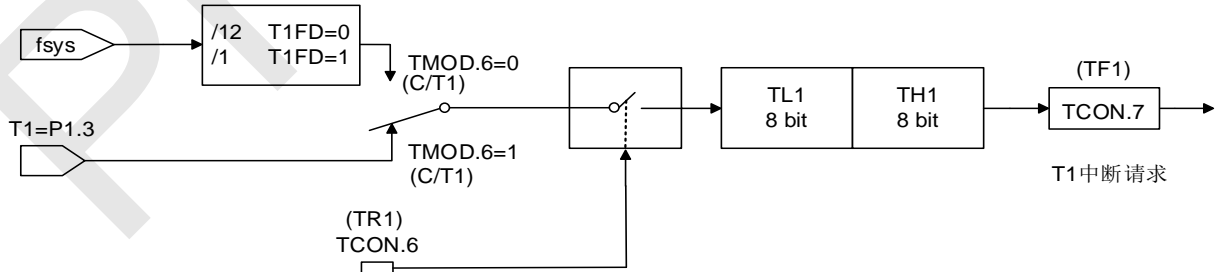 fsys
/12 T1FD=0
/1 T1FD=1
TMOD.6=0
(C/T1)
T1=P1.3
TMOD.6=1
(C/T1)
(TR1)
TCON.6
TL1
8 bit
TH1
8 bit
(TF1)
TCON.7
T1中断请求